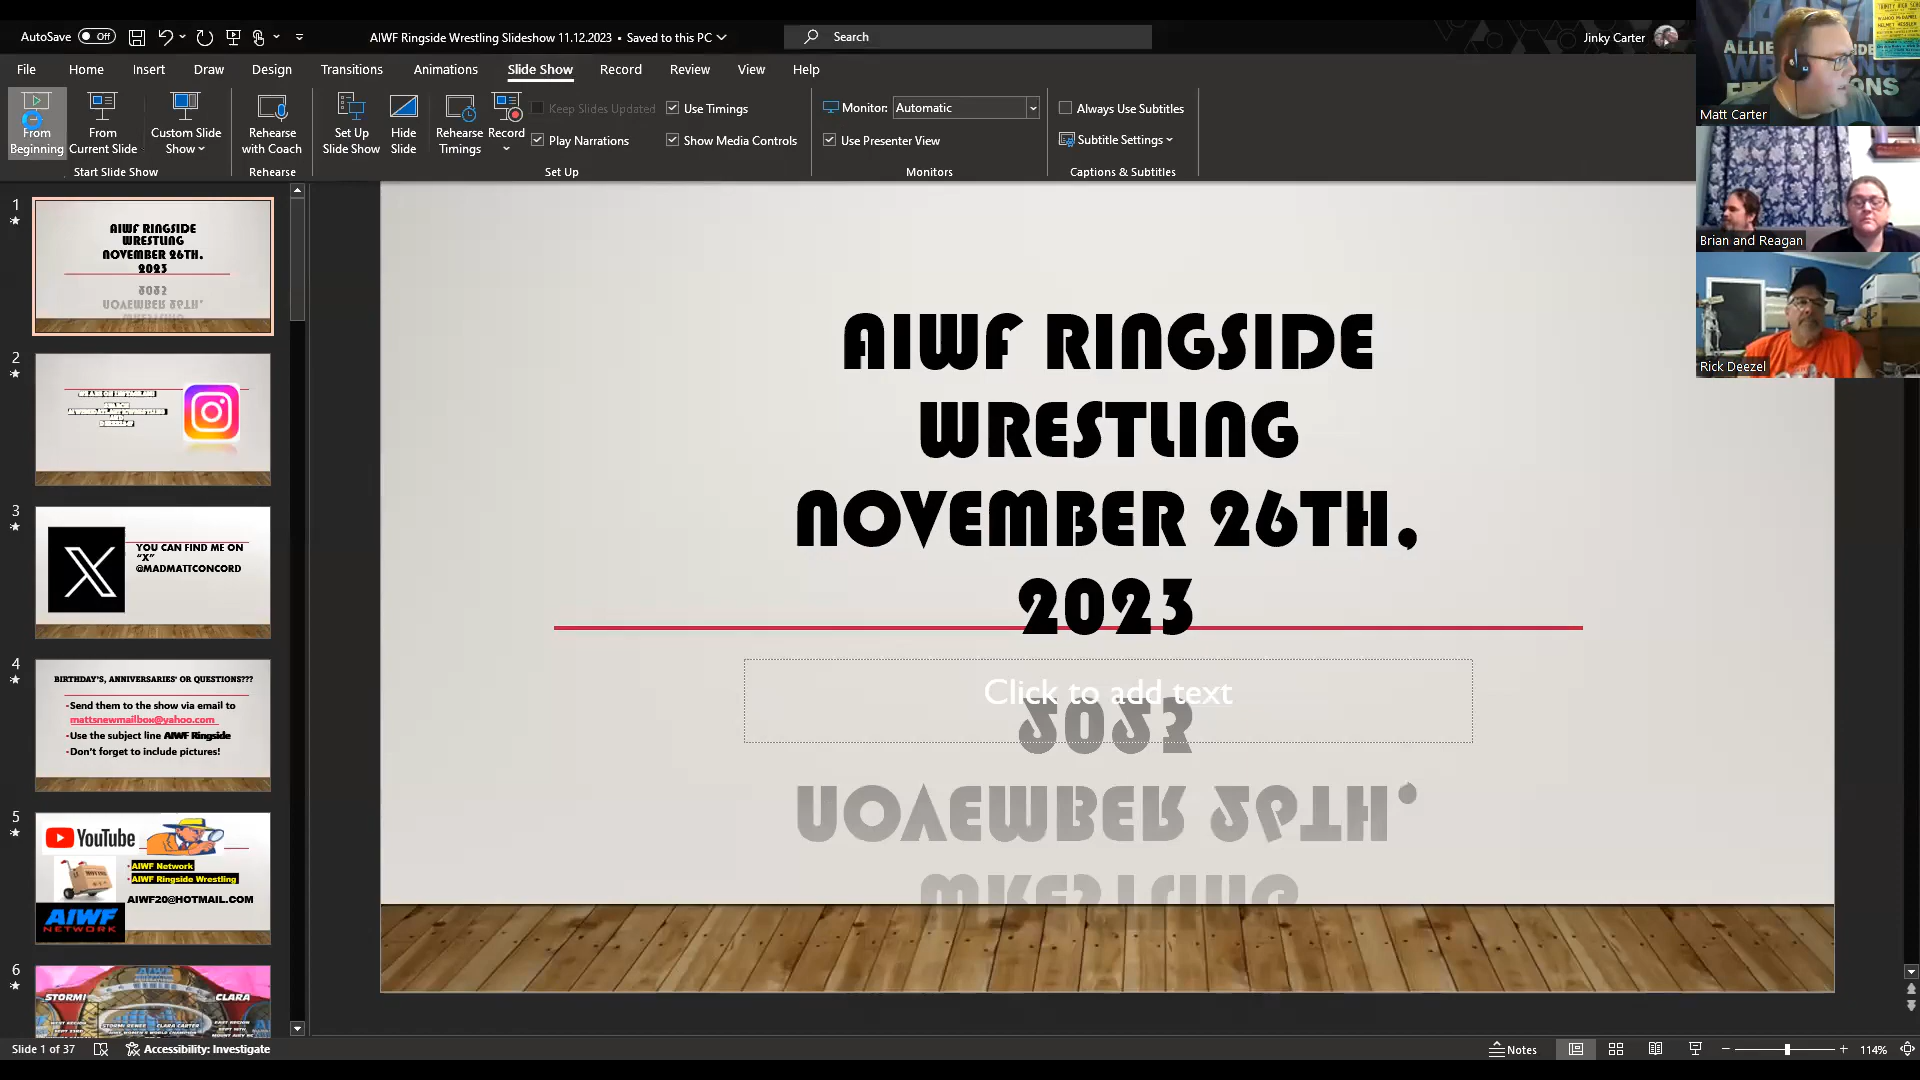 AutoSave Off
AIWF Ringside Wrestling Slideshow 11.12.2023 • Saved to this PC
Search
Jinky Carter
File Home Insert Draw Design Transitions Animations Slide Show Record Review View Help
From Beginning
From Current Slide
Custom Slide Show
Start Slide Show
Rehearse with Coach
Rehearse
Set Up Slide Show
Hide Slide
Rehearse Timings
Record
Keep Slides Updated
Play Narrations
Use Timings
Show Media Controls
Set Up
Monitor: Automatic
Use Presenter View
Monitors
Always Use Subtitles
Subtitle Settings
Captions & Subtitles
ALLIE
WRESTLING
Matt Carter
Brian and Reagan
Rick Deezel
1
AIWF RINGSIDE
WRESTLING
NOVEMBER 26TH,
2023
2
3
YOU CAN FIND ME ON
“X”
@MADMATTCONCORD
4
BIRTHDAY'S, ANNIVERSARIES' OR QUESTIONS???
-Send them to the show via email to
mattsnewmailbox@yahoo.com
-Use the subject line AIWF Ringside
-Don't forget to include pictures!
5
YouTube
AIWF Network
AIWF Ringside Wrestling
AIWF20@HOTMAIL.COM
AIWF
NETWORK
6
STORMI
CLARA
AIWF RINGSIDE
WRESTLING
NOVEMBER 26TH,
2023
Click to add text
Slide 1 of 37
Accessibility: Investigate
Notes
114%